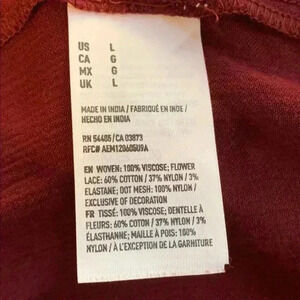 US L
CA G
MX G
UK L
MADE IN INDIA / FABRIQUÉ EN INDE /
HECHO EN INDIA
RN 54485/CA 03873
RFC# AEM120605U9A
EN WOVEN: 100% VISCOSE; FLOWER
LACE: 60% COTTON / 37% NYLON / 3%
ELASTANE; DOT MESH: 100% NYLON /
EXCLUSIVE OF DECORATION
FR TISSÉ: 100% VISCOSE; DENTELLE À
FLEURS: 60% COTON / 37% NYLON / 3%
ÉLASTHANNE; MAILLE À POIS: 100%
NYLON / À L'EXCEPTION DE LA GARNITURE